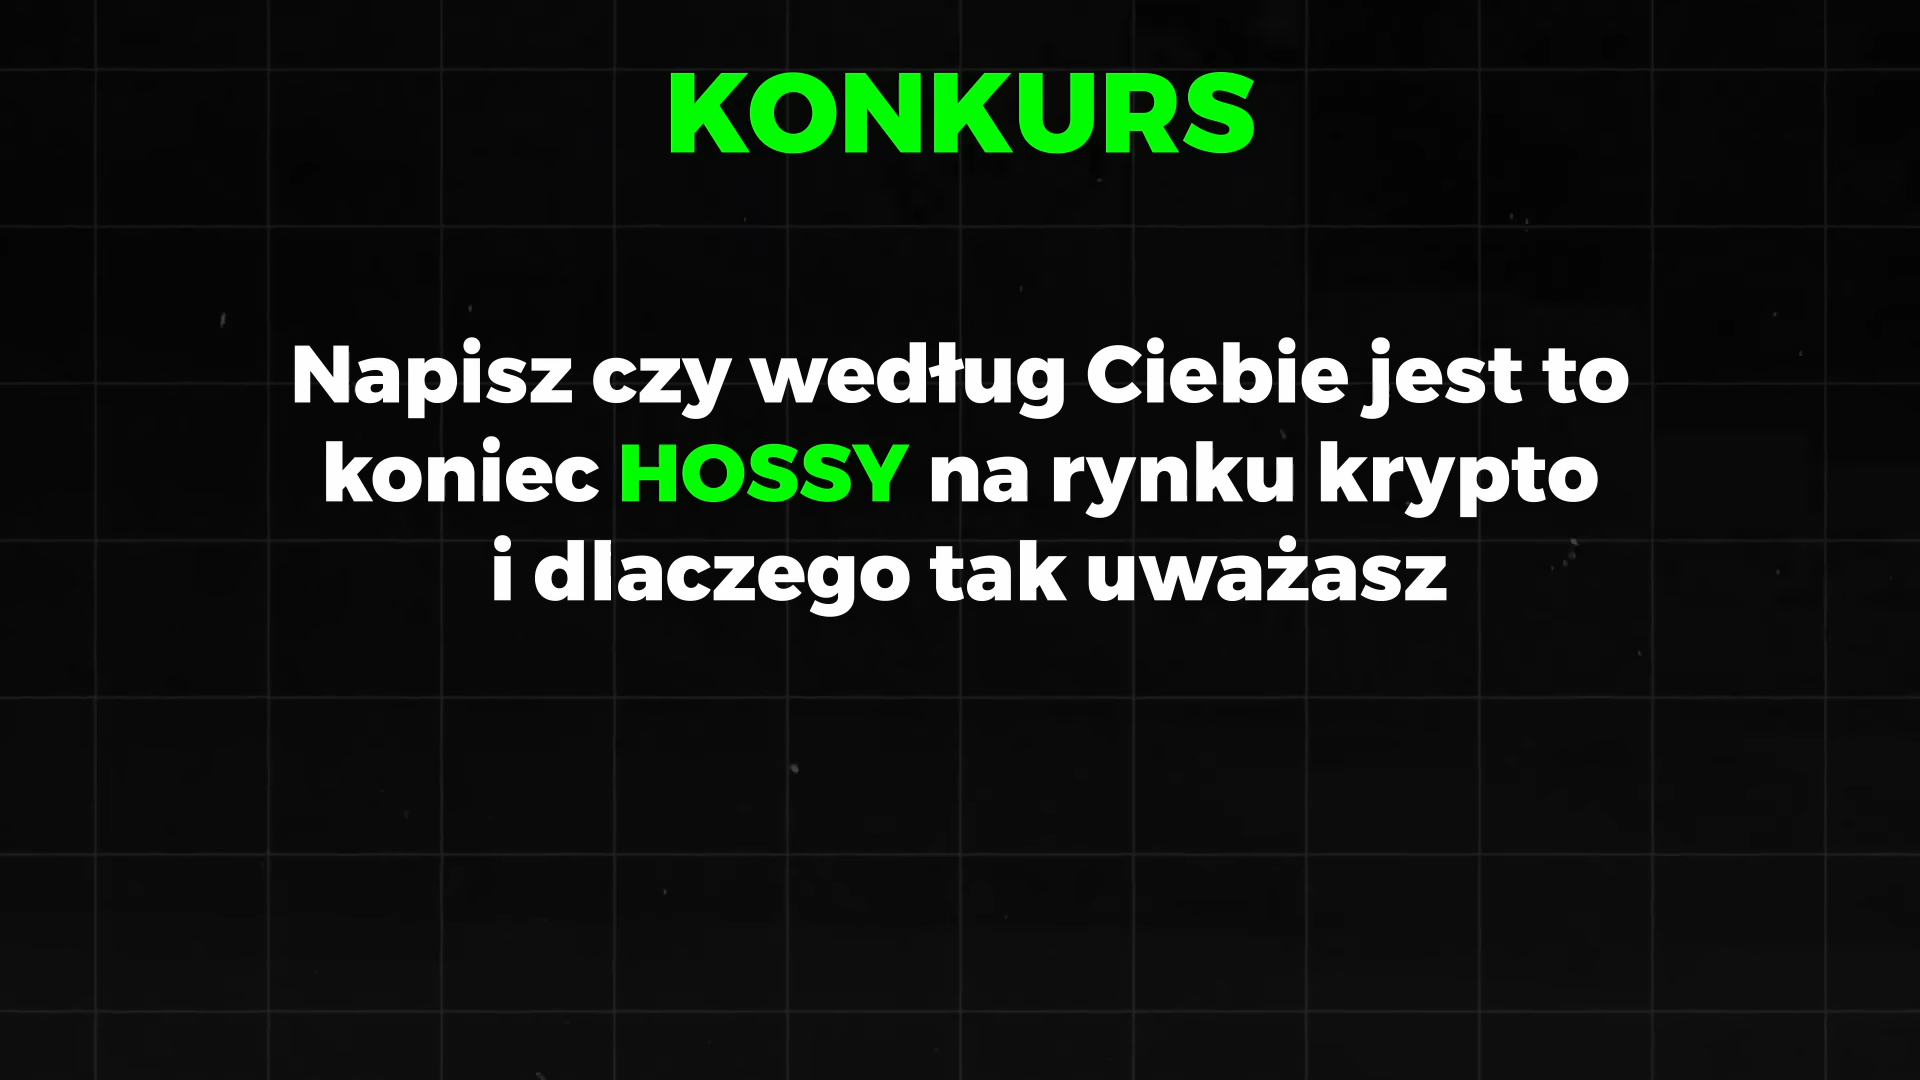 KONKURS
Napisz czy według Ciebie jest to
koniec HOSSY na rynku krypto
i dlaczego tak uważasz